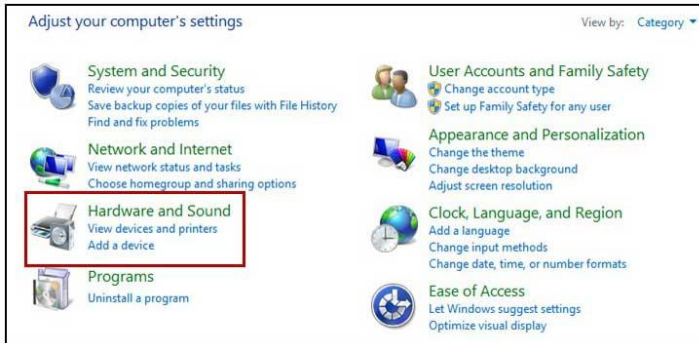 Adjust your computer's settings
View by: Category
System and Security
Review your computer's status
Save backup copies of your files with File History
Find and fix problems
Network and Internet
View network status and tasks
Choose homegroup and sharing options
Hardware and Sound
View devices and printers
Add a device
Programs
Uninstall a program
User Accounts and Family Safety
Change account type
Set up Family Safety for any user
Appearance and Personalization
Change the theme
Change desktop background
Adjust screen resolution
Clock, Language, and Region
Add a language
Change input methods
Change date, time, or number formats
Ease of Access
Let Windows suggest settings
Optimize visual display